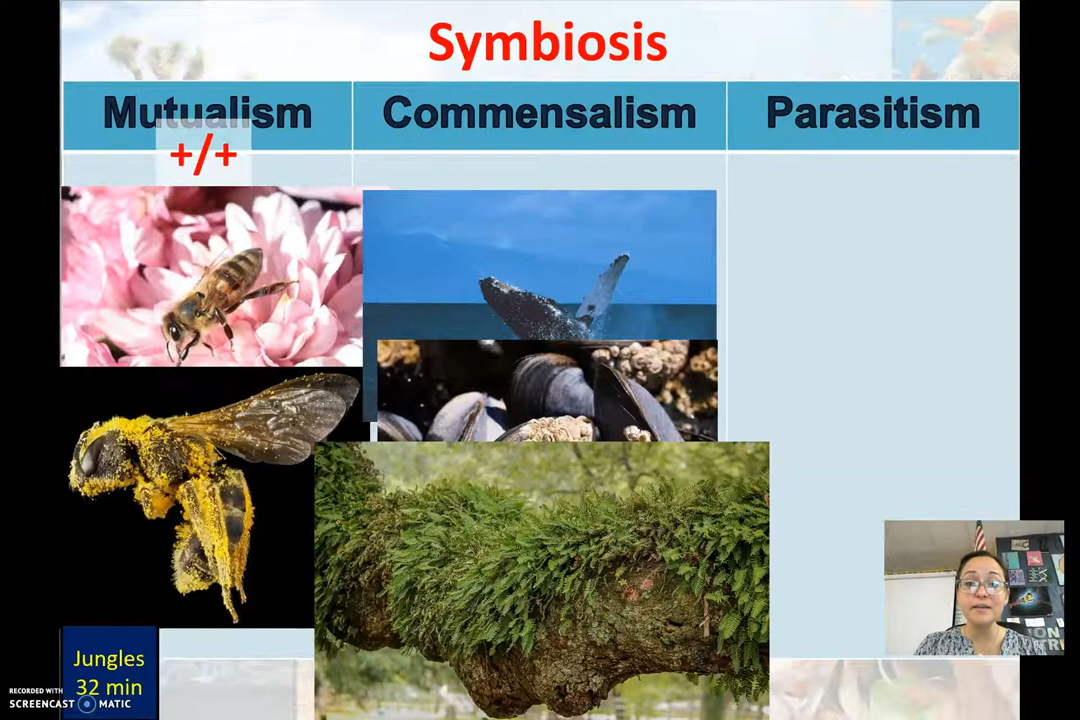 Symbiosis
Mutualism
Commensalism
Parasitism
+/+
Jungles
32 min
RECORDED WITH
SCREENCAST MATIC